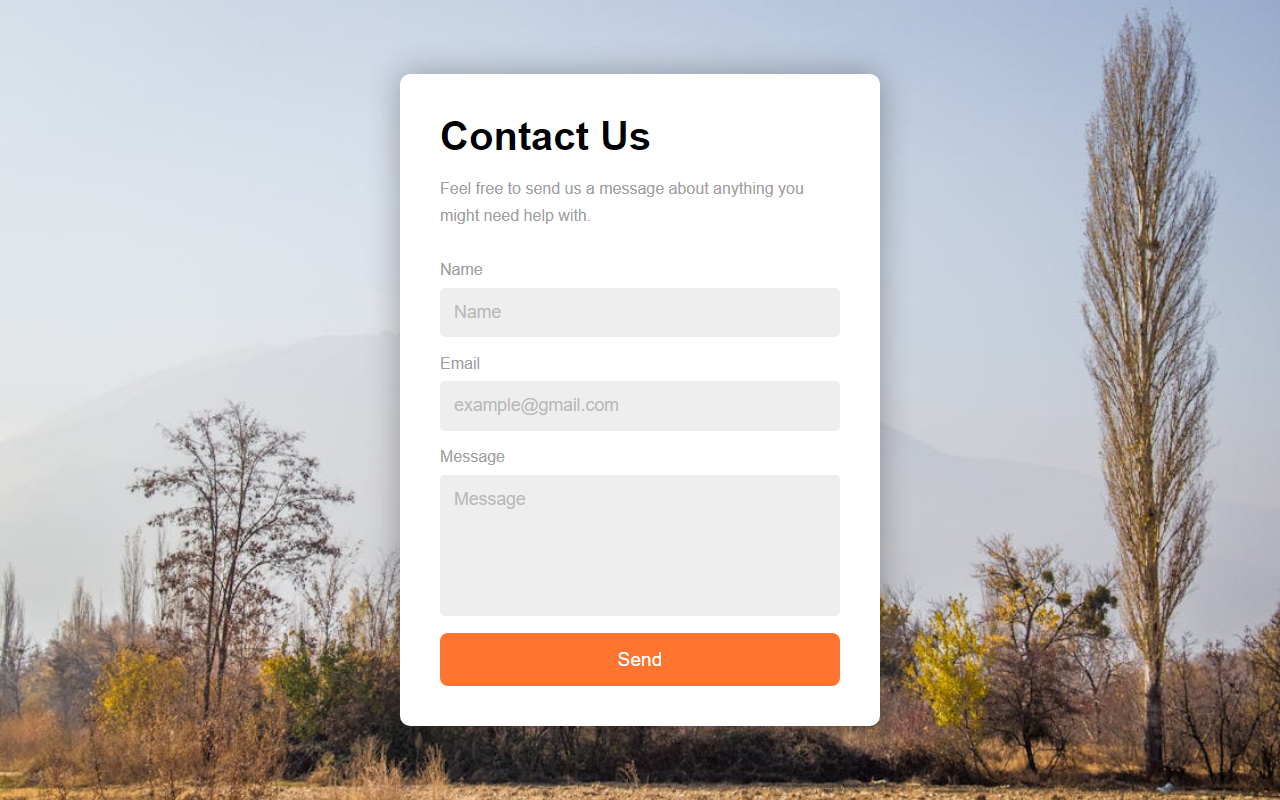 Contact Us
Feel free to send us a message about anything you
might need help with.
Name
Name
Email
example@gmail.com
Message
Message
Send